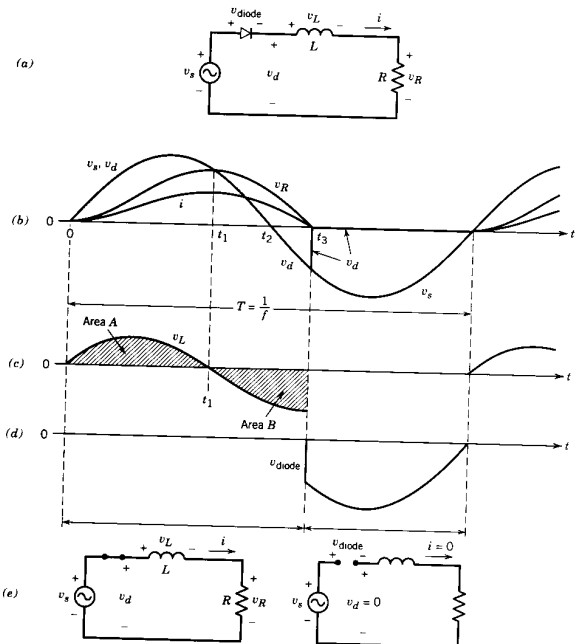 (a)
v_diode
+ −
v_L
+ −
L
i
+
v_s
−
+
v_d
−
+
R v_R
−
(b)
v_s, v_d
v_R
i
0
0
t_1
t_2
t_3
v_d
v_d
v_s
t
T = 1/f
(c)
Area A
v_L
0
t_1
Area B
t
(d)
0
v_diode
t
(e)
v_L
+ −
L
i
+
v_s
−
+
v_d
−
+
R v_R
−
v_diode
+ −
i = 0
+
v_s
−
+
v_d = 0
−